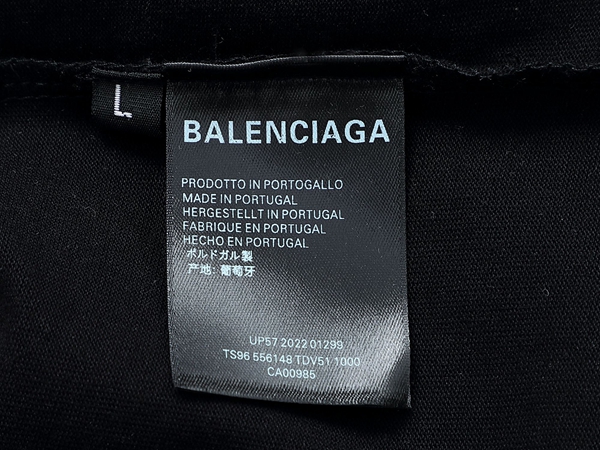 L
BALENCIAGA
PRODOTTO IN PORTOGALLO
MADE IN PORTUGAL
HERGESTELLT IN PORTUGAL
FABRIQUE EN PORTUGAL
HECHO EN PORTUGAL
ポルドガル製
产地: 葡萄牙
UP57 2022 01299
TS96 556148 TDV51 1000
CA00985